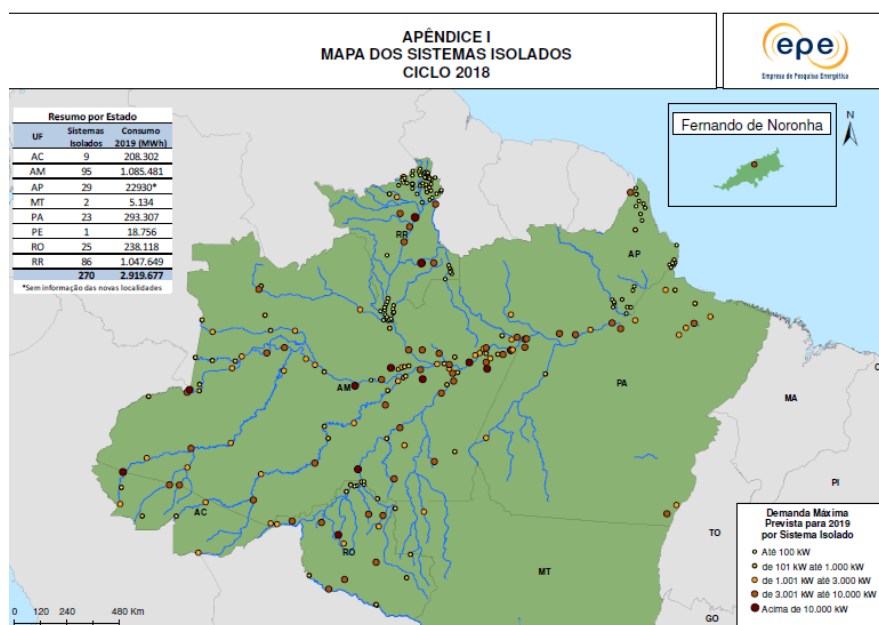 APÊNDICE I
MAPA DOS SISTEMAS ISOLADOS
CICLO 2018
epe
Empresa de Pesquisa Energética
Resumo por Estado
UF Sistemas Isolados Consumo 2019 (MWh)
AC 9 208.302
AM 95 1.085.481
AP 29 22930*
MT 2 5.134
PA 23 293.307
PE 1 18.756
RO 25 238.118
RR 86 1.047.649
270 2.919.677
*Sem informação das novas localidades
Fernando de Noronha
N
RR
AP
AM
PA
MA
PI
AC
RO
MT
TO
GO
C
Demanda Máxima
Prevista para 2019
por Sistema Isolado
Até 100 kW
de 101 kW até 1.000 kW
de 1.001 kW até 3.000 kW
de 3.001 kW até 10.000 kW
Acima de 10.000 kW
0 120 240 480 Km